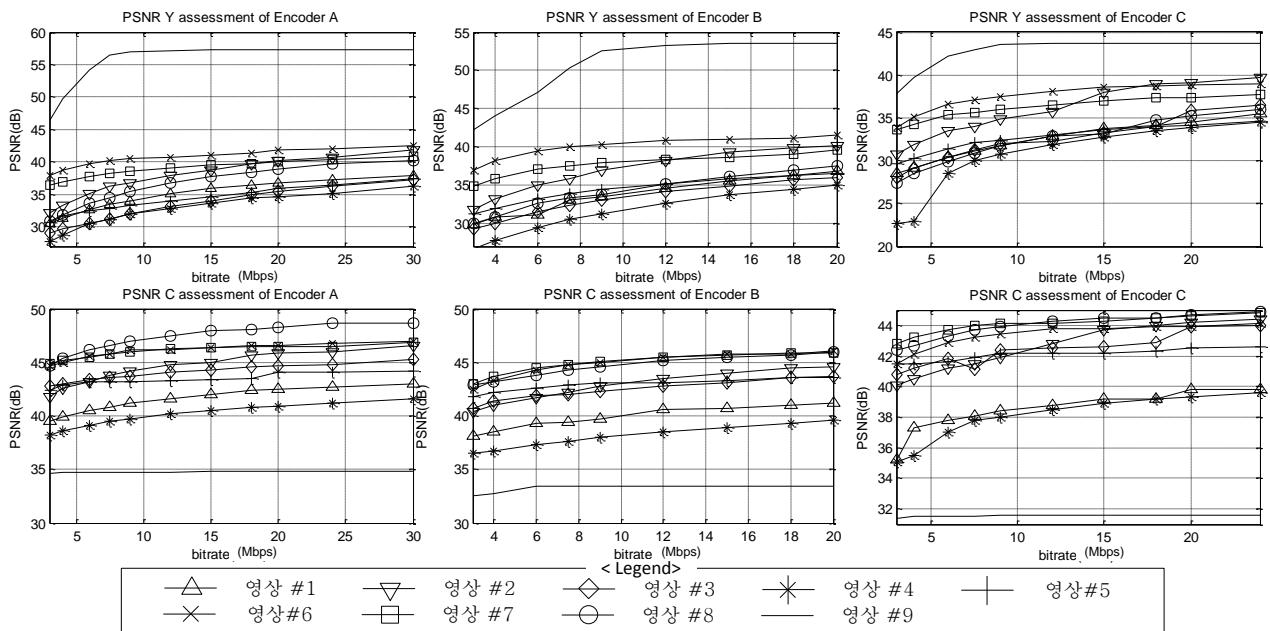 PSNR Y assessment of Encoder A
PSNR(dB)
60
55
50
45
40
35
30
5 10 15 20 25 30
bitrate (Mbps)
PSNR Y assessment of Encoder B
PSNR(dB)
55
50
45
40
35
30
4 6 8 10 12 14 16 18 20
bitrate (Mbps)
PSNR Y assessment of Encoder C
PSNR(dB)
45
40
35
30
25
20
5 10 15 20
bitrate (Mbps)
PSNR C assessment of Encoder A
PSNR(dB)
50
45
40
35
30
5 10 15 20 25 30
bitrate (Mbps)
PSNR C assessment of Encoder B
PSNR(dB)
50
45
40
35
30
4 6 8 10 12 14 16 18 20
bitrate (Mbps)
PSNR C assessment of Encoder C
PSNR(dB)
44
42
40
38
36
34
32
5 10 15 20
bitrate (Mbps)
< Legend>
영상 #1 영상 #2 영상 #3 영상 #4 영상#5
영상#6 영상 #7 영상 #8 영상 #9